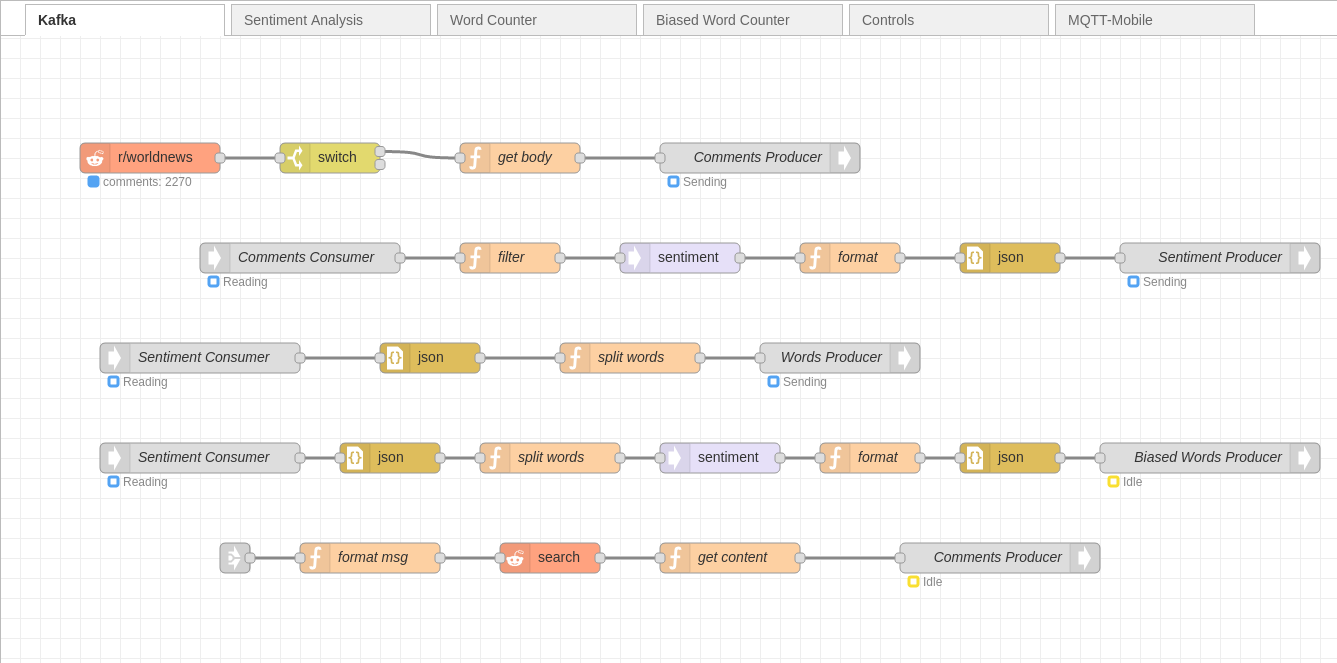 Kafka Sentiment Analysis Word Counter Biased Word Counter Controls MQTT-Mobile
r/worldnews switch get body Comments Producer
comments: 2270 Sending
Comments Consumer filter sentiment format {} json Sentiment Producer
Reading Sending
Sentiment Consumer {} json split words Words Producer
Reading Sending
Sentiment Consumer {} json split words sentiment format {} json Biased Words Producer
Reading Idle
format msg search get content Comments Producer
Idle